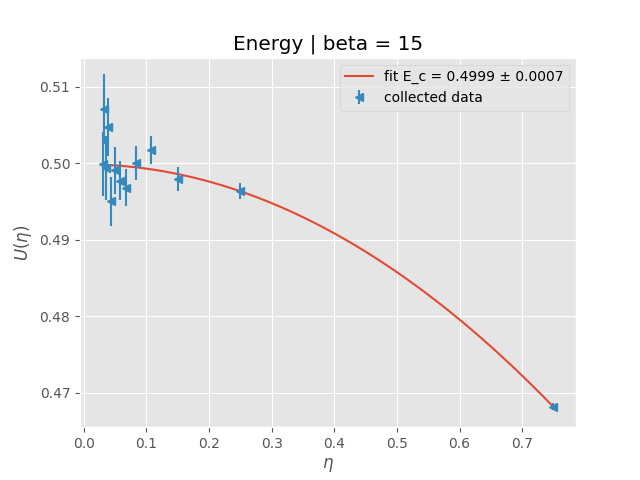 Energy | beta = 15
fit E_c = 0.4999 ± 0.0007
collected data
0.51
0.50
0.49
0.48
0.47
U(η)
0.0 0.1 0.2 0.3 0.4 0.5 0.6 0.7
η